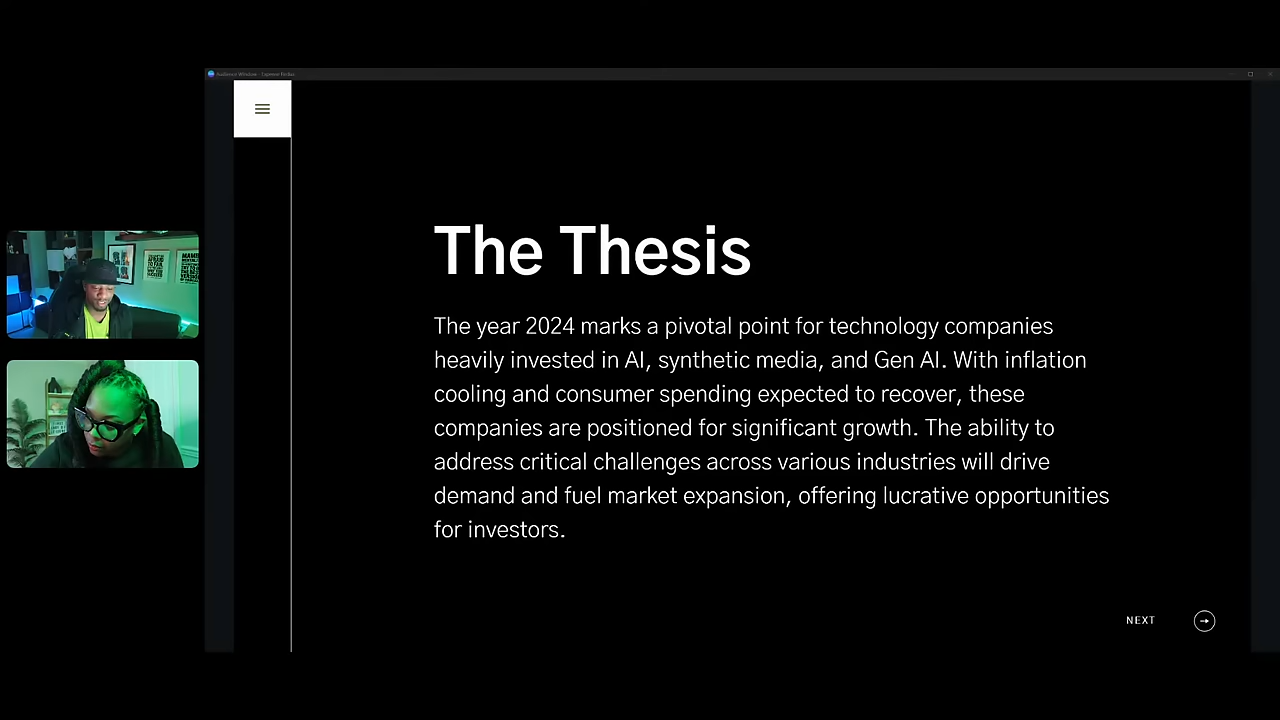 The Thesis
The year 2024 marks a pivotal point for technology companies
heavily invested in AI, synthetic media, and Gen AI. With inflation
cooling and consumer spending expected to recover, these
companies are positioned for significant growth. The ability to
address critical challenges across various industries will drive
demand and fuel market expansion, offering lucrative opportunities
for investors.
NEXT